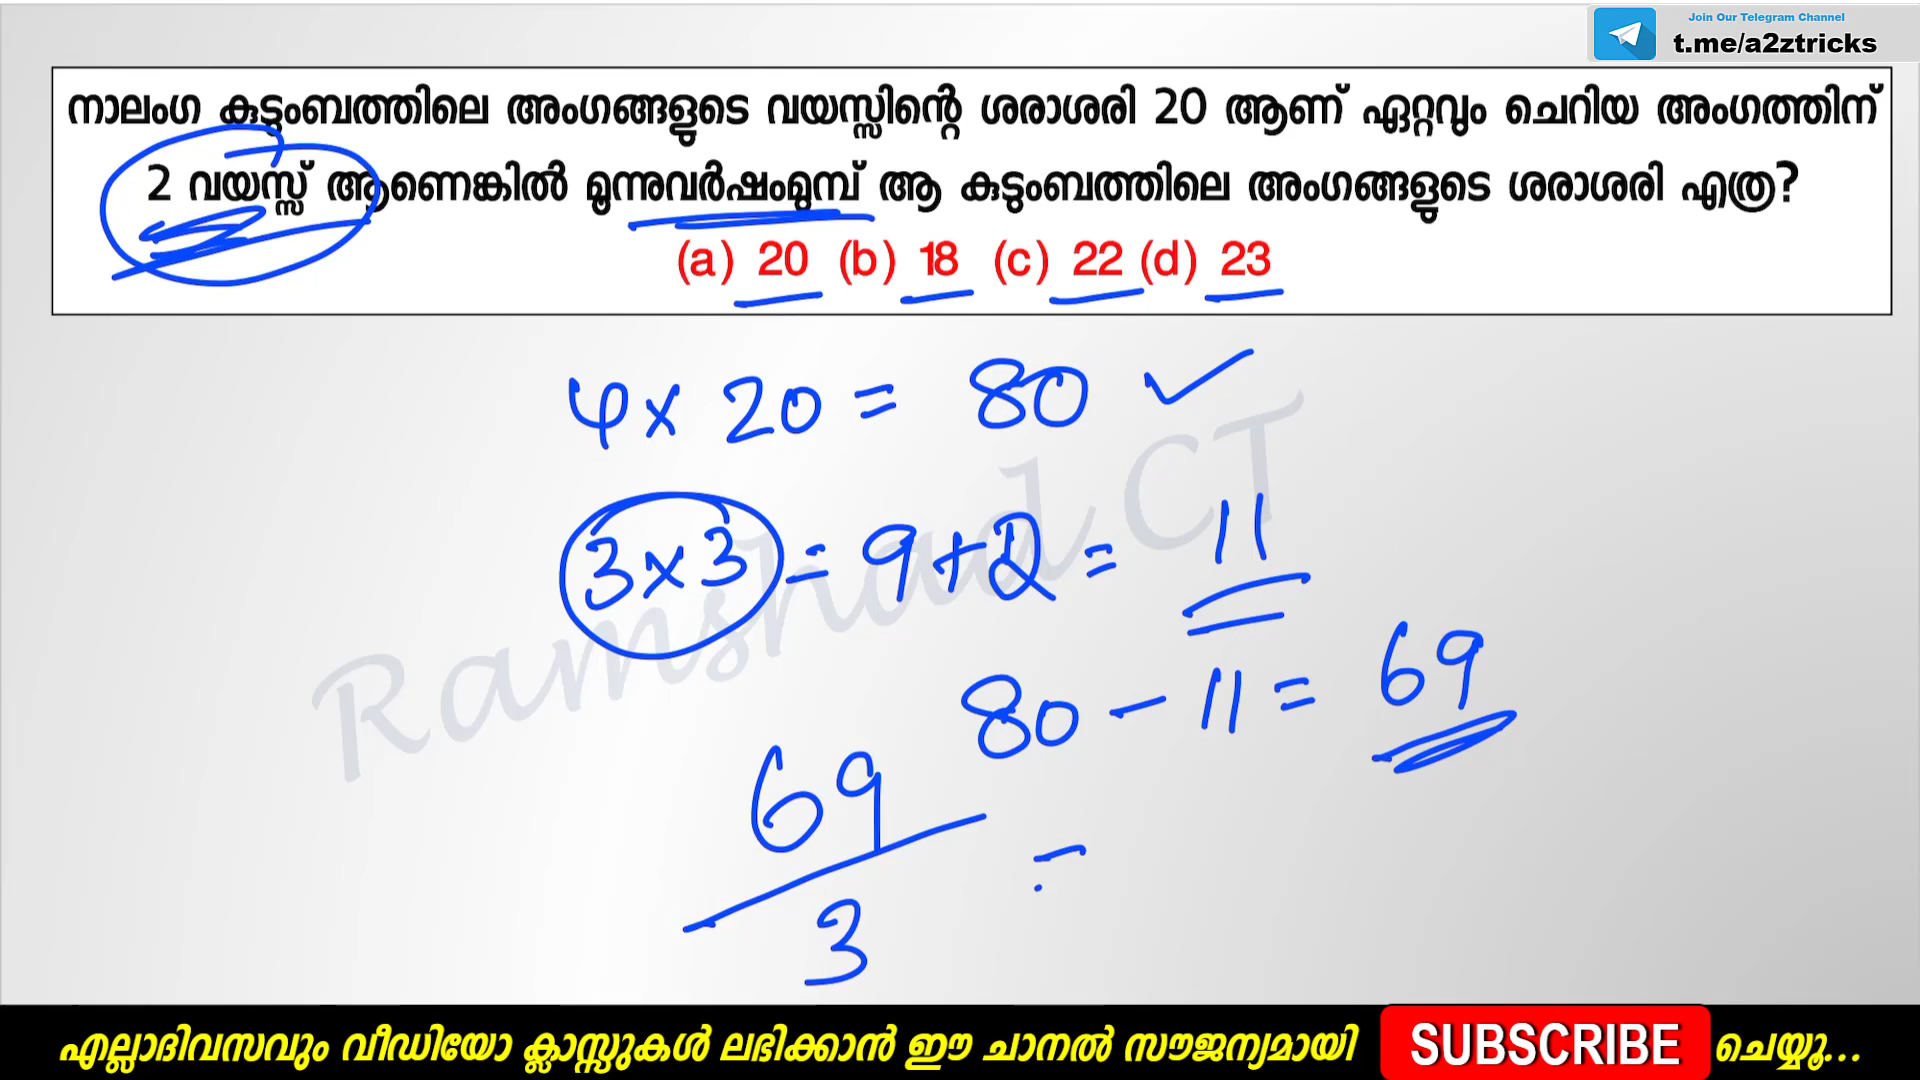 Join Our Telegram Channel
t.me/a2ztricks
നാലംഗ കുടുംബത്തിലെ അംഗങ്ങളുടെ വയസ്സിന്റെ ശരാശരി 20 ആണ് ഏറ്റവും ചെറിയ അംഗത്തിന്
2 വയസ്സ് ആണെങ്കിൽ മൂന്നുവർഷംമുമ്പ് ആ കുടുംബത്തിലെ അംഗങ്ങളുടെ ശരാശരി എത്ര?
(a) 20 (b) 18 (c) 22 (d) 23
4 x 20 = 80 ✓
3 x 3 = 9 + 2 = 11
80 - 11 = 69
69
=
3
Ramshad CT
എല്ലാദിവസവും വീഡിയോ ക്ലാസ്സുകൾ ലഭിക്കാൻ ഈ ചാനൽ സൗജന്യമായി SUBSCRIBE ചെയ്യൂ...